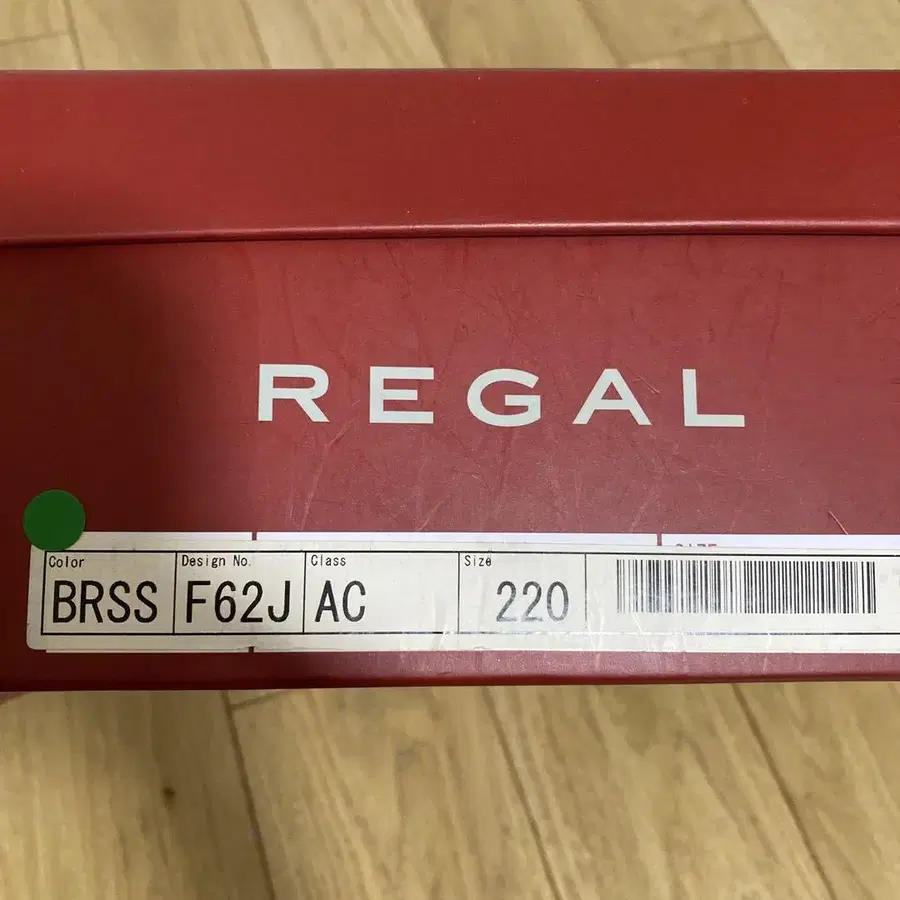 REGAL
Color Design No. Class Size
BRSS F62J AC 220